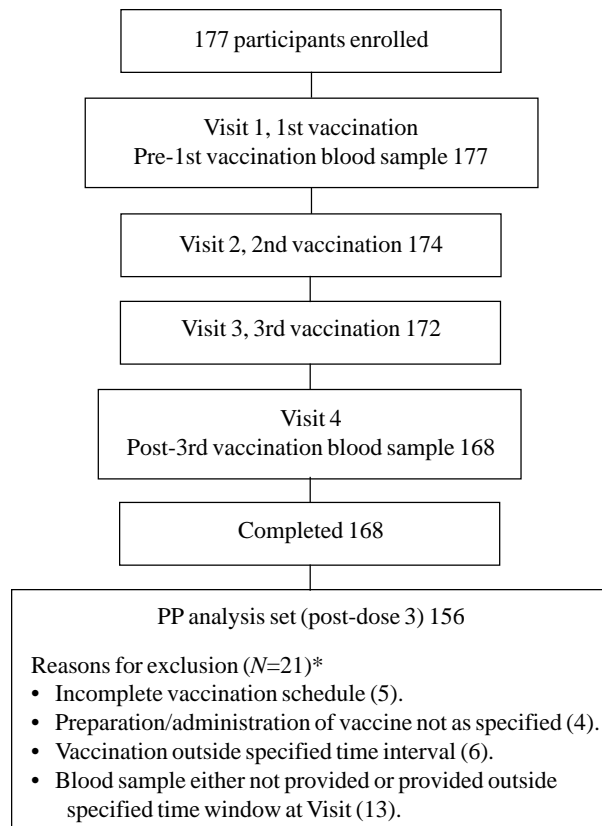 177 participants enrolled
Visit 1, 1st vaccination
Pre-1st vaccination blood sample 177
Visit 2, 2nd vaccination 174
Visit 3, 3rd vaccination 172
Visit 4
Post-3rd vaccination blood sample 168
Completed 168
PP analysis set (post-dose 3) 156
Reasons for exclusion (N=21)*
• Incomplete vaccination schedule (5).
• Preparation/administration of vaccine not as specified (4).
• Vaccination outside specified time interval (6).
• Blood sample either not provided or provided outside
specified time window at Visit (13).